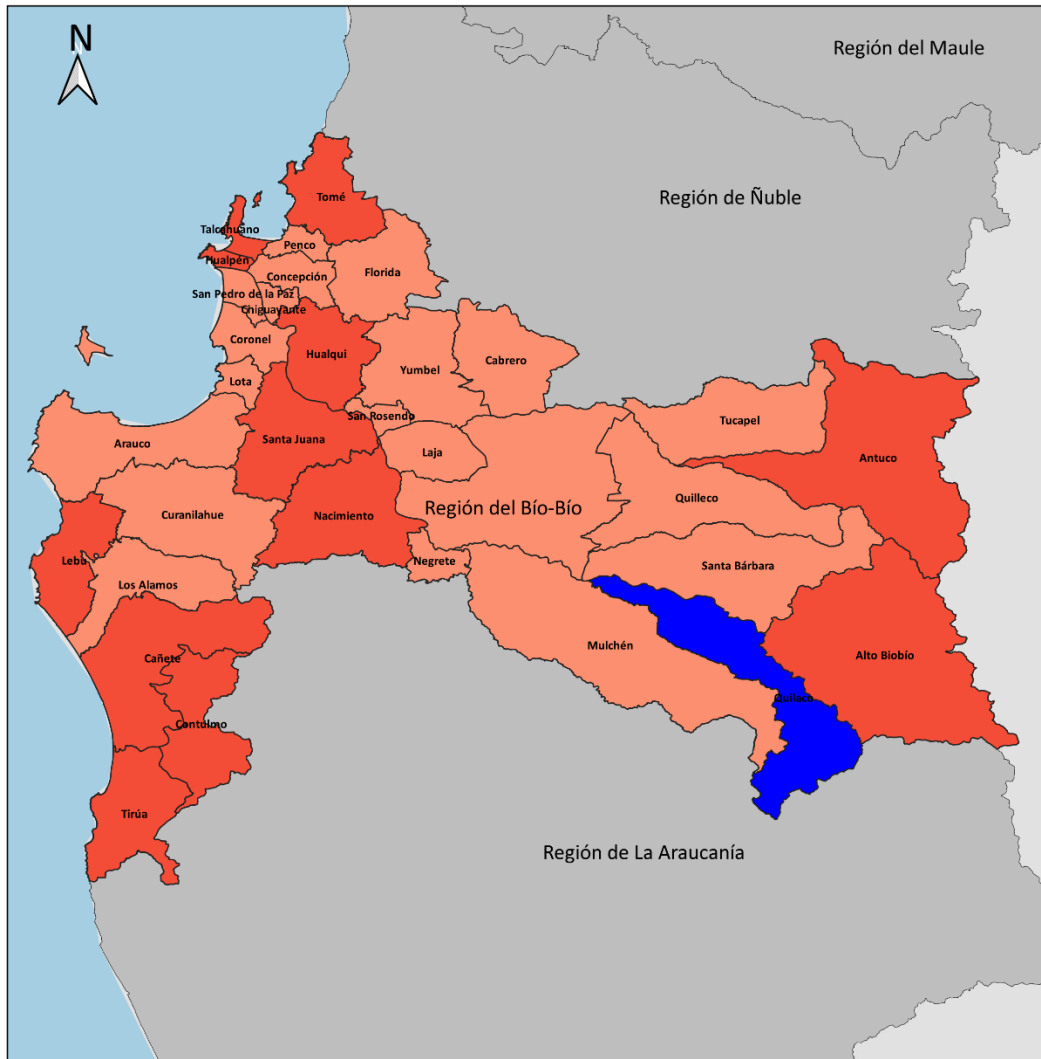 N
Región del Maule
Región de Ñuble
Tomé
Talcahuano
Penco
Hualpén
Concepción
Florida
San Pedro de la Paz
Chiguayante
Coronel
Hualqui
Cabrero
Yumbel
Lota
San Rosendo
Tucapel
Arauco
Santa Juana
Laja
Antuco
Quilleco
Curanilahue
Nacimiento
Región del Bío-Bío
Lebu
Negrete
Santa Bárbara
Los Alamos
Mulchén
Alto Biobío
Cañete
Quilaco
Contulmo
Tirúa
Región de La Araucanía